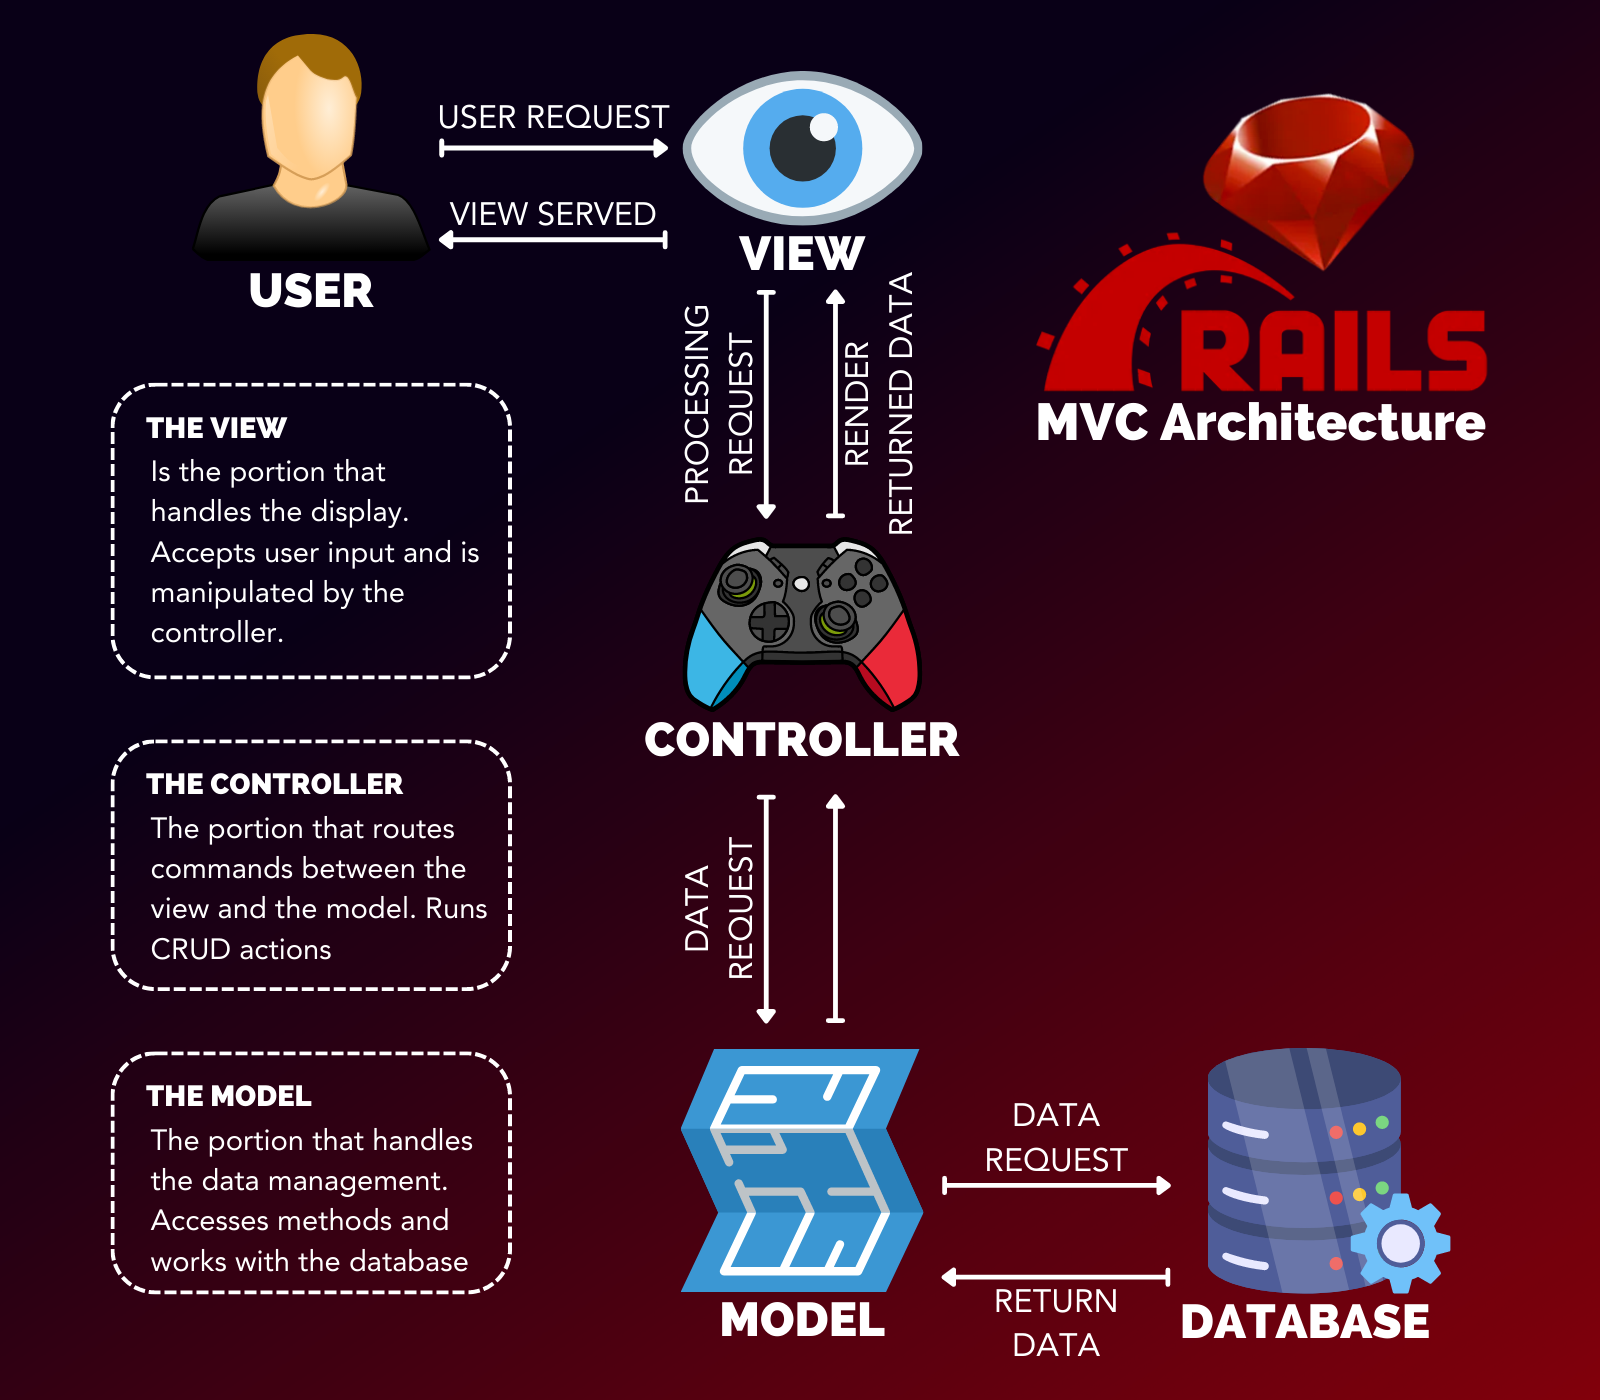 USER REQUEST
VIEW SERVED
USER
VIEW
RAILS
MVC Architecture
PROCESSING
REQUEST
RENDER
RETURNED DATA
THE VIEW
Is the portion that
handles the display.
Accepts user input and is
manipulated by the
controller.
CONTROLLER
THE CONTROLLER
The portion that routes
commands between the
view and the model. Runs
CRUD actions
DATA
REQUEST
THE MODEL
The portion that handles
the data management.
Accesses methods and
works with the database
MODEL
DATA
REQUEST
RETURN
DATA
DATABASE